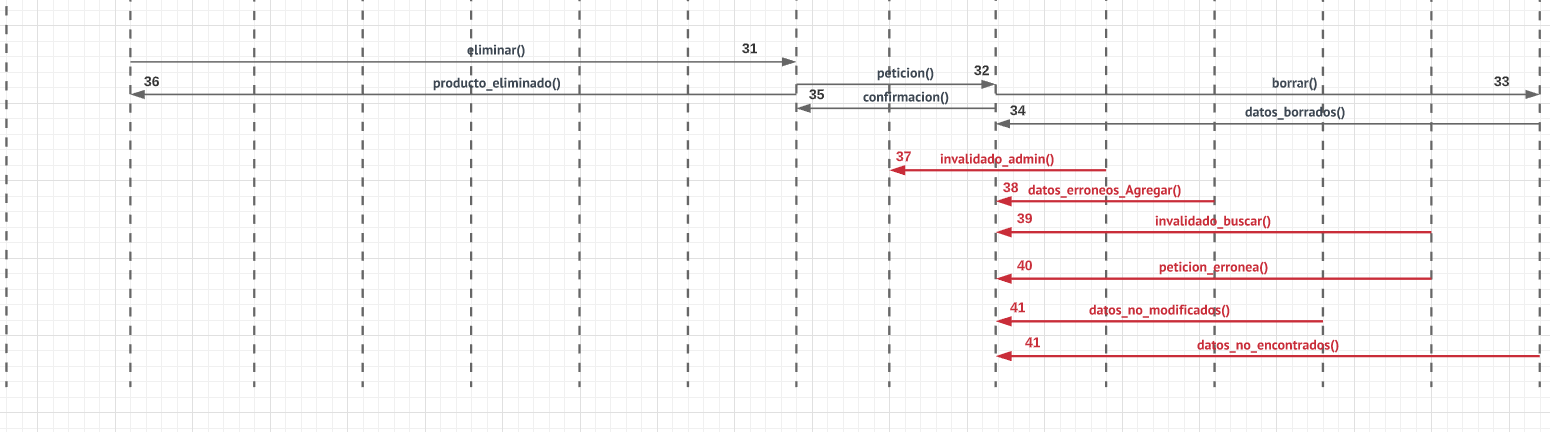 eliminar() 31
36 producto_eliminado() peticion() 32 borrar() 33
35 confirmacion() 34 datos_borrados()
37 invalidado_admin()
38 datos_erroneos_Agregar()
39 invalidado_buscar()
40 peticion_erronea()
41 datos_no_modificados()
41 datos_no_encontrados()